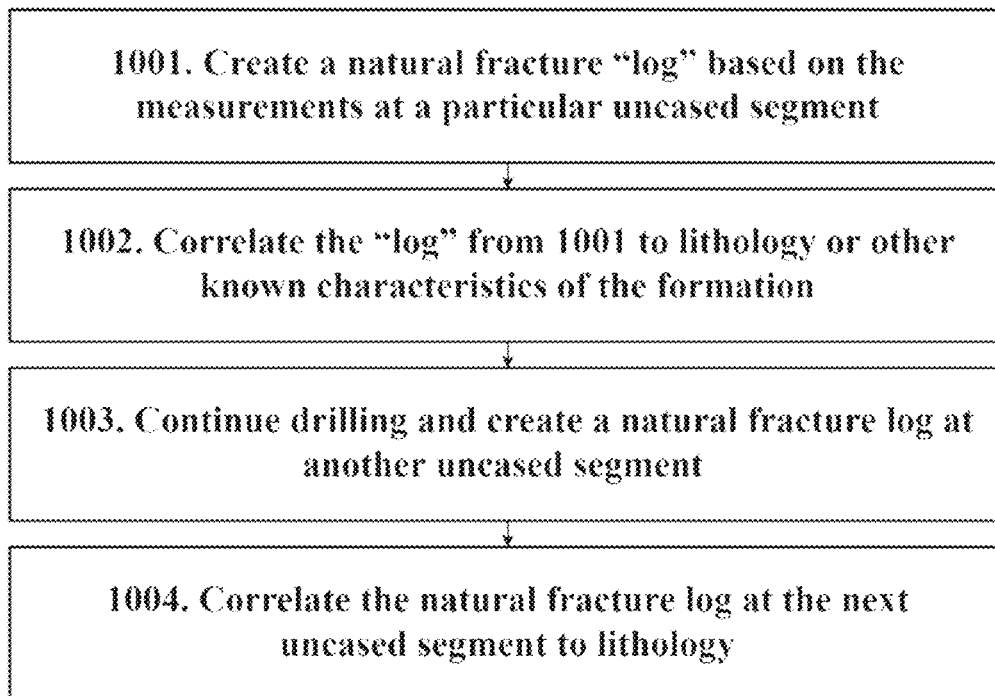 1001. Create a natural fracture “log” based on the
measurements at a particular uncased segment
1002. Correlate the “log” from 1001 to lithology or other
known characteristics of the formation
1003. Continue drilling and create a natural fracture log at
another uncased segment
1004. Correlate the natural fracture log at the next
uncased segment to lithology